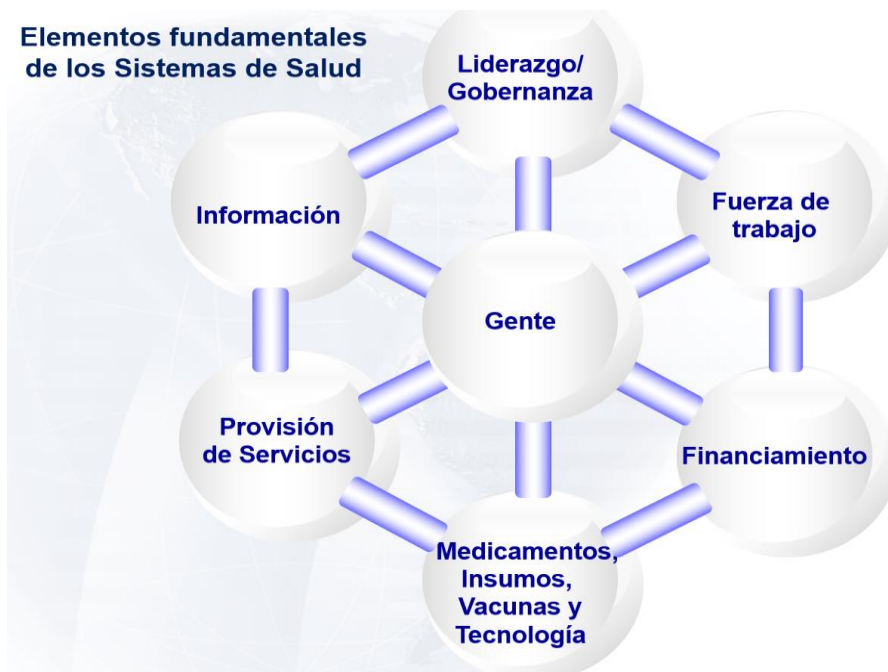 Elementos fundamentales
de los Sistemas de Salud
Liderazgo/
Gobernanza
Información
Fuerza de
trabajo
Gente
Provisión
de Servicios
Financiamiento
Medicamentos,
Insumos,
Vacunas y
Tecnología